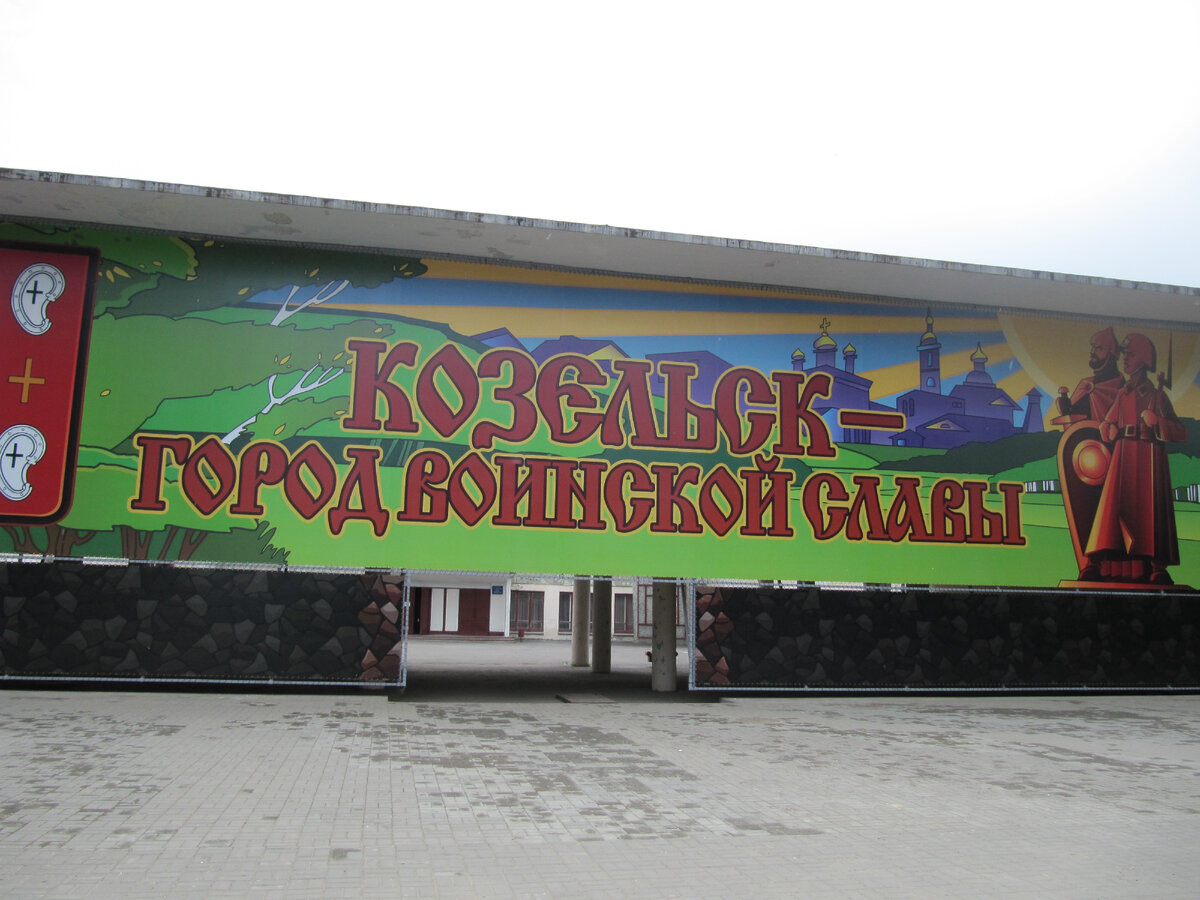 Козельск –
город воинской славы